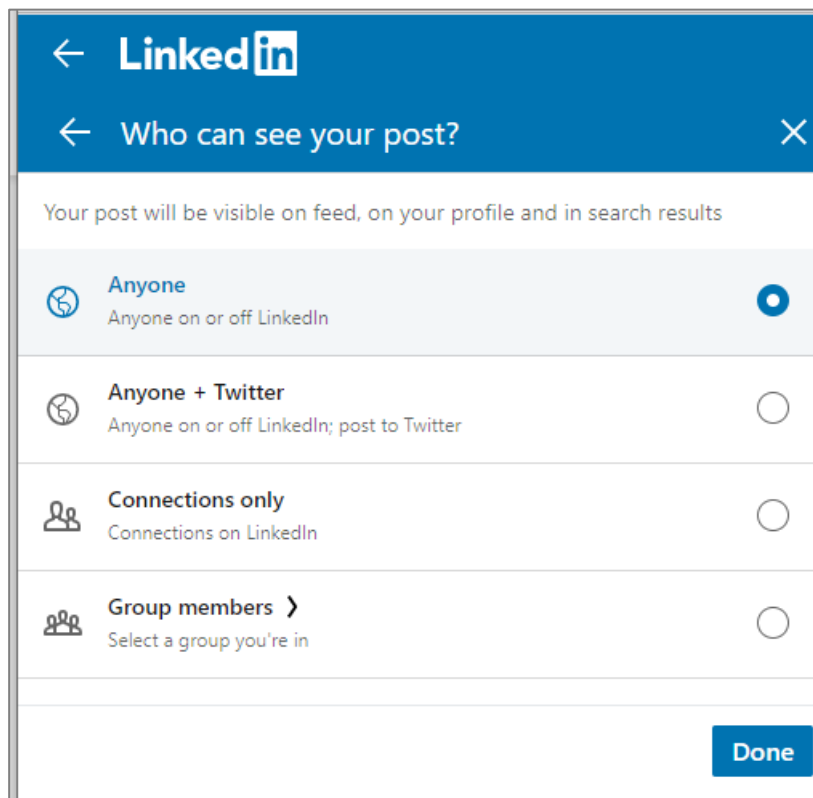 Linkedin
Who can see your post?
Your post will be visible on feed, on your profile and in search results
Anyone
Anyone on or off LinkedIn
Anyone + Twitter
Anyone on or off LinkedIn; post to Twitter
Connections only
Connections on LinkedIn
Group members
Select a group you're in
Done